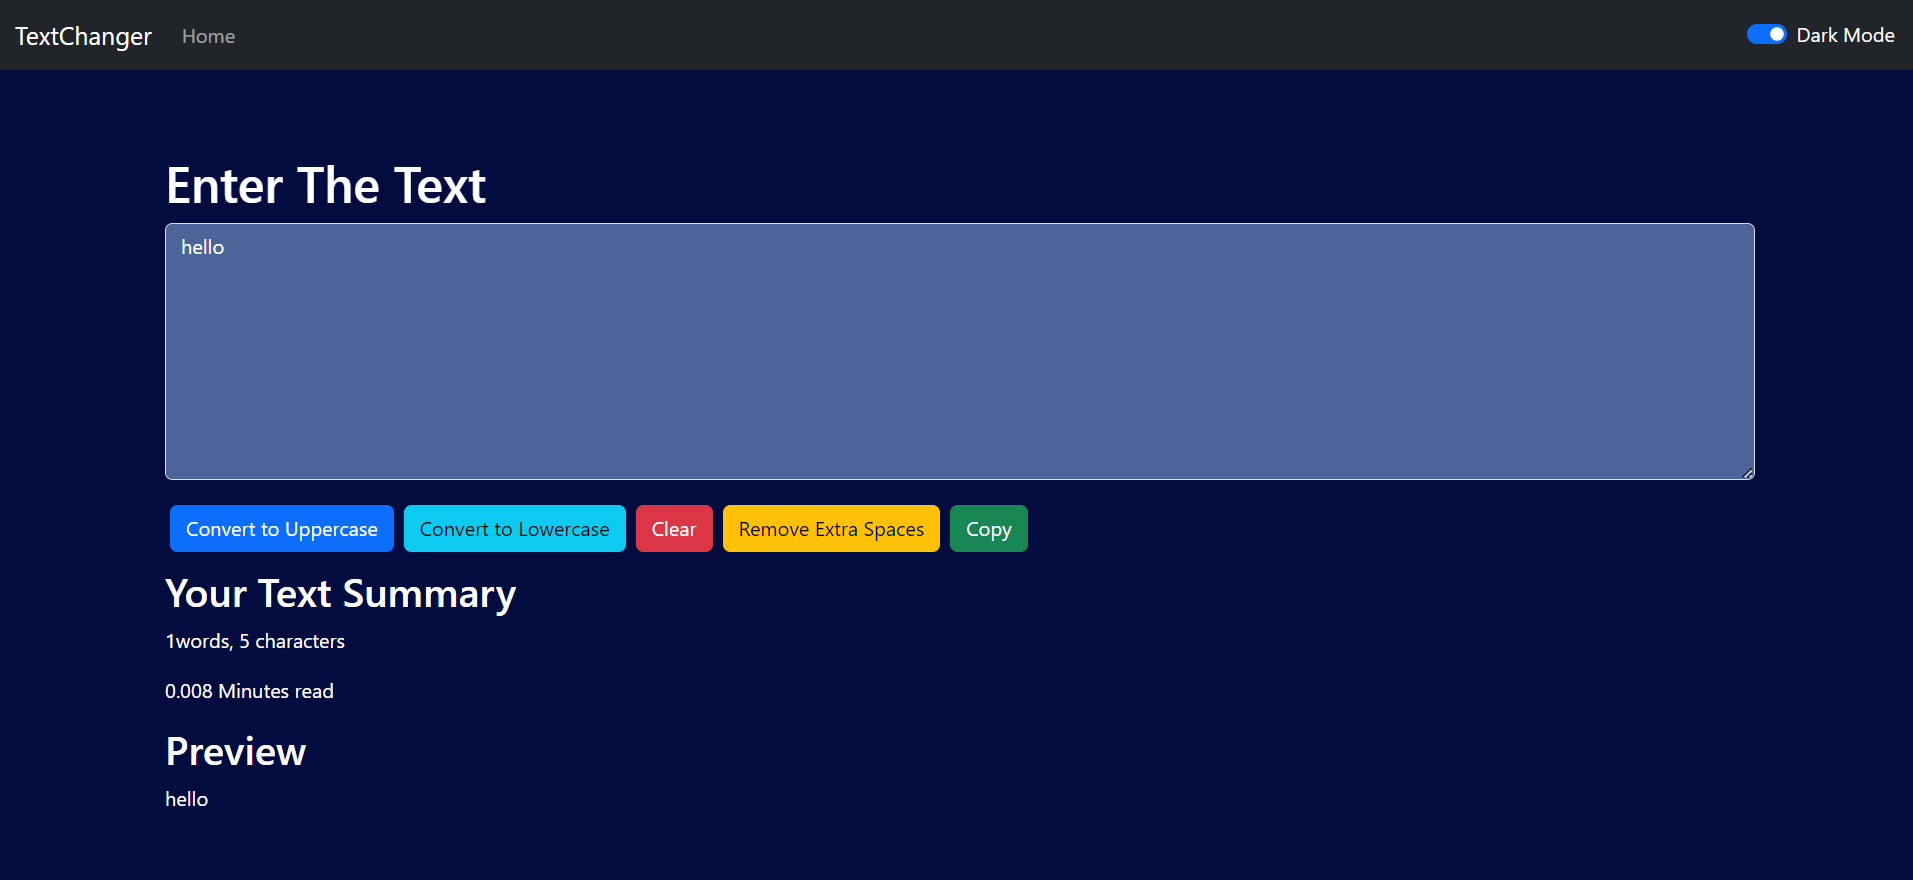 TextChanger Home Dark Mode
Enter The Text
hello
Convert to Uppercase Convert to Lowercase Clear Remove Extra Spaces Copy
Your Text Summary
1words, 5 characters
0.008 Minutes read
Preview
hello